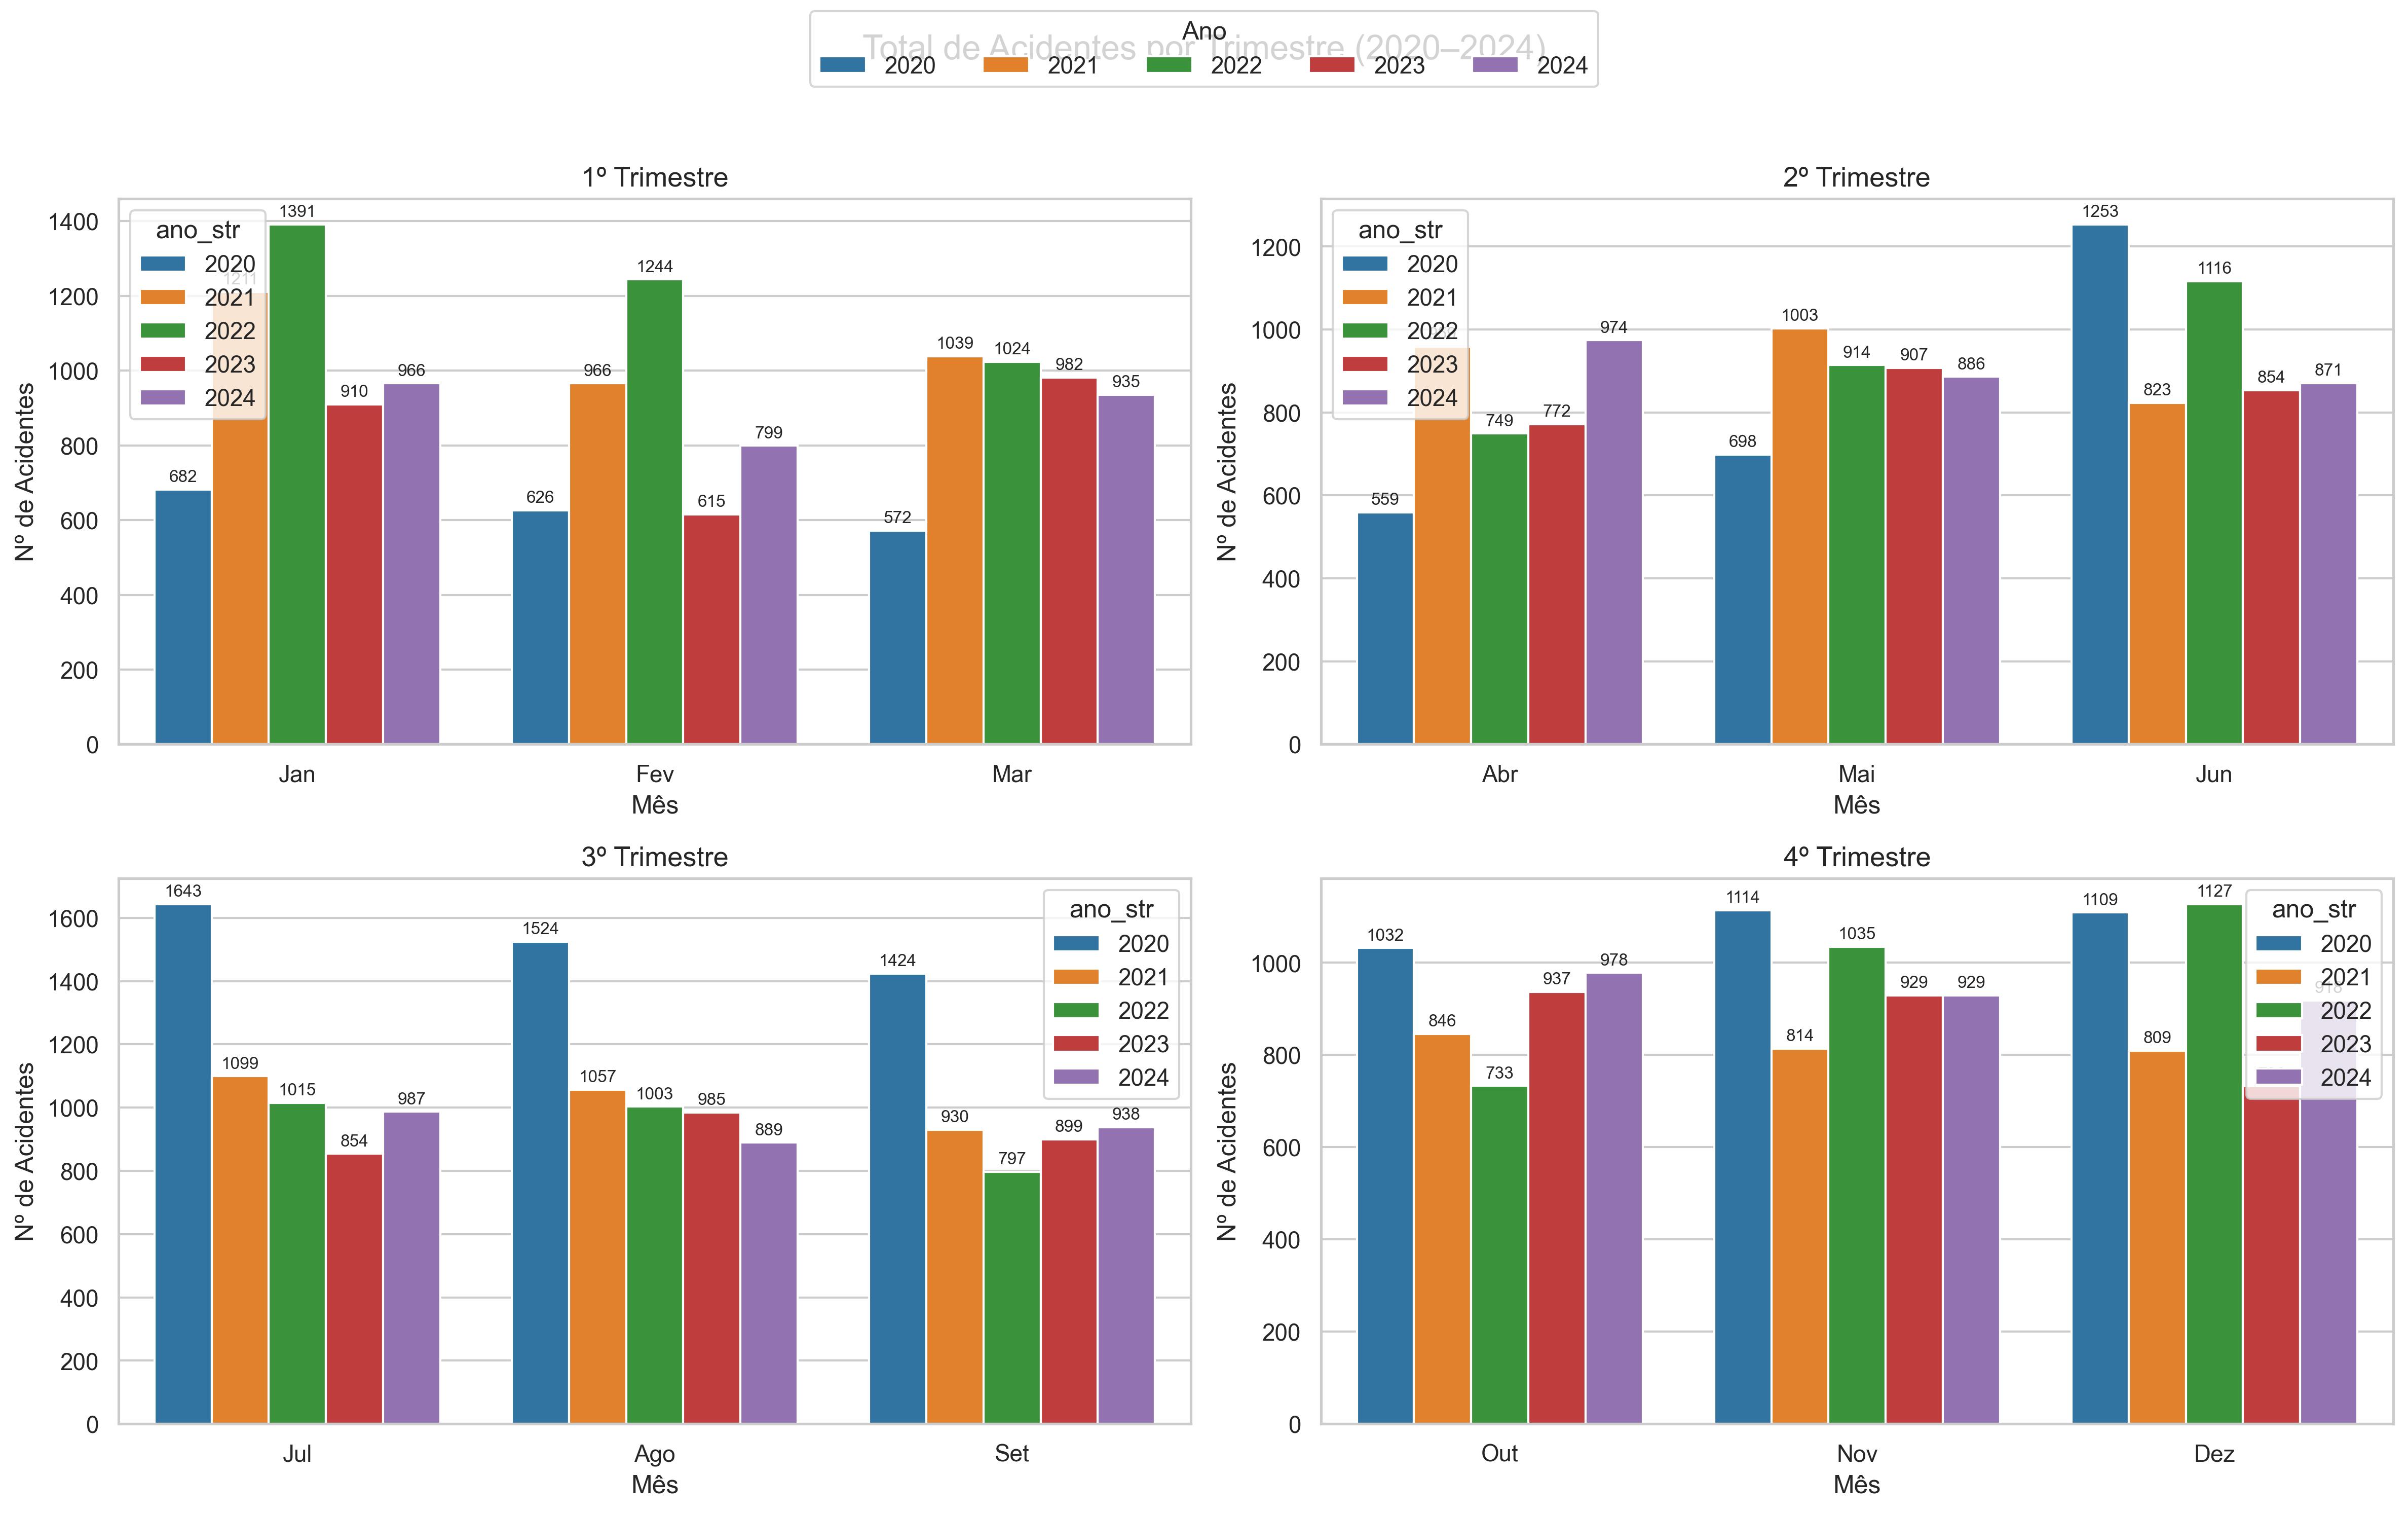 Ano
Total de Acidentes por Trimestre (2020–2024)
2020 2021 2022 2023 2024
1º Trimestre
Nº de Acidentes
1400
1200
1000
800
600
400
200
0
ano_str
2020
2021
2022
2023
2024
682 1211 1391 910 966
626 966 1244 615 799
572 1039 1024 982 935
Jan Fev Mar
Mês
2º Trimestre
Nº de Acidentes
1200
1000
800
600
400
200
0
ano_str
2020
2021
2022
2023
2024
559 749 772 974
698 1003 914 907 886
1253 823 1116 854 871
Abr Mai Jun
Mês
3º Trimestre
Nº de Acidentes
1600
1400
1200
1000
800
600
400
200
0
1643 1099 1015 854 987
1524 1057 1003 985 889
1424 930 797 899 938
ano_str
2020
2021
2022
2023
2024
Jul Ago Set
Mês
4º Trimestre
Nº de Acidentes
1000
800
600
400
200
0
1032 846 733 937 978
1114 814 1035 929 929
1109 809 1127
ano_str
2020
2021
2022
2023
2024
Out Nov Dez
Mês